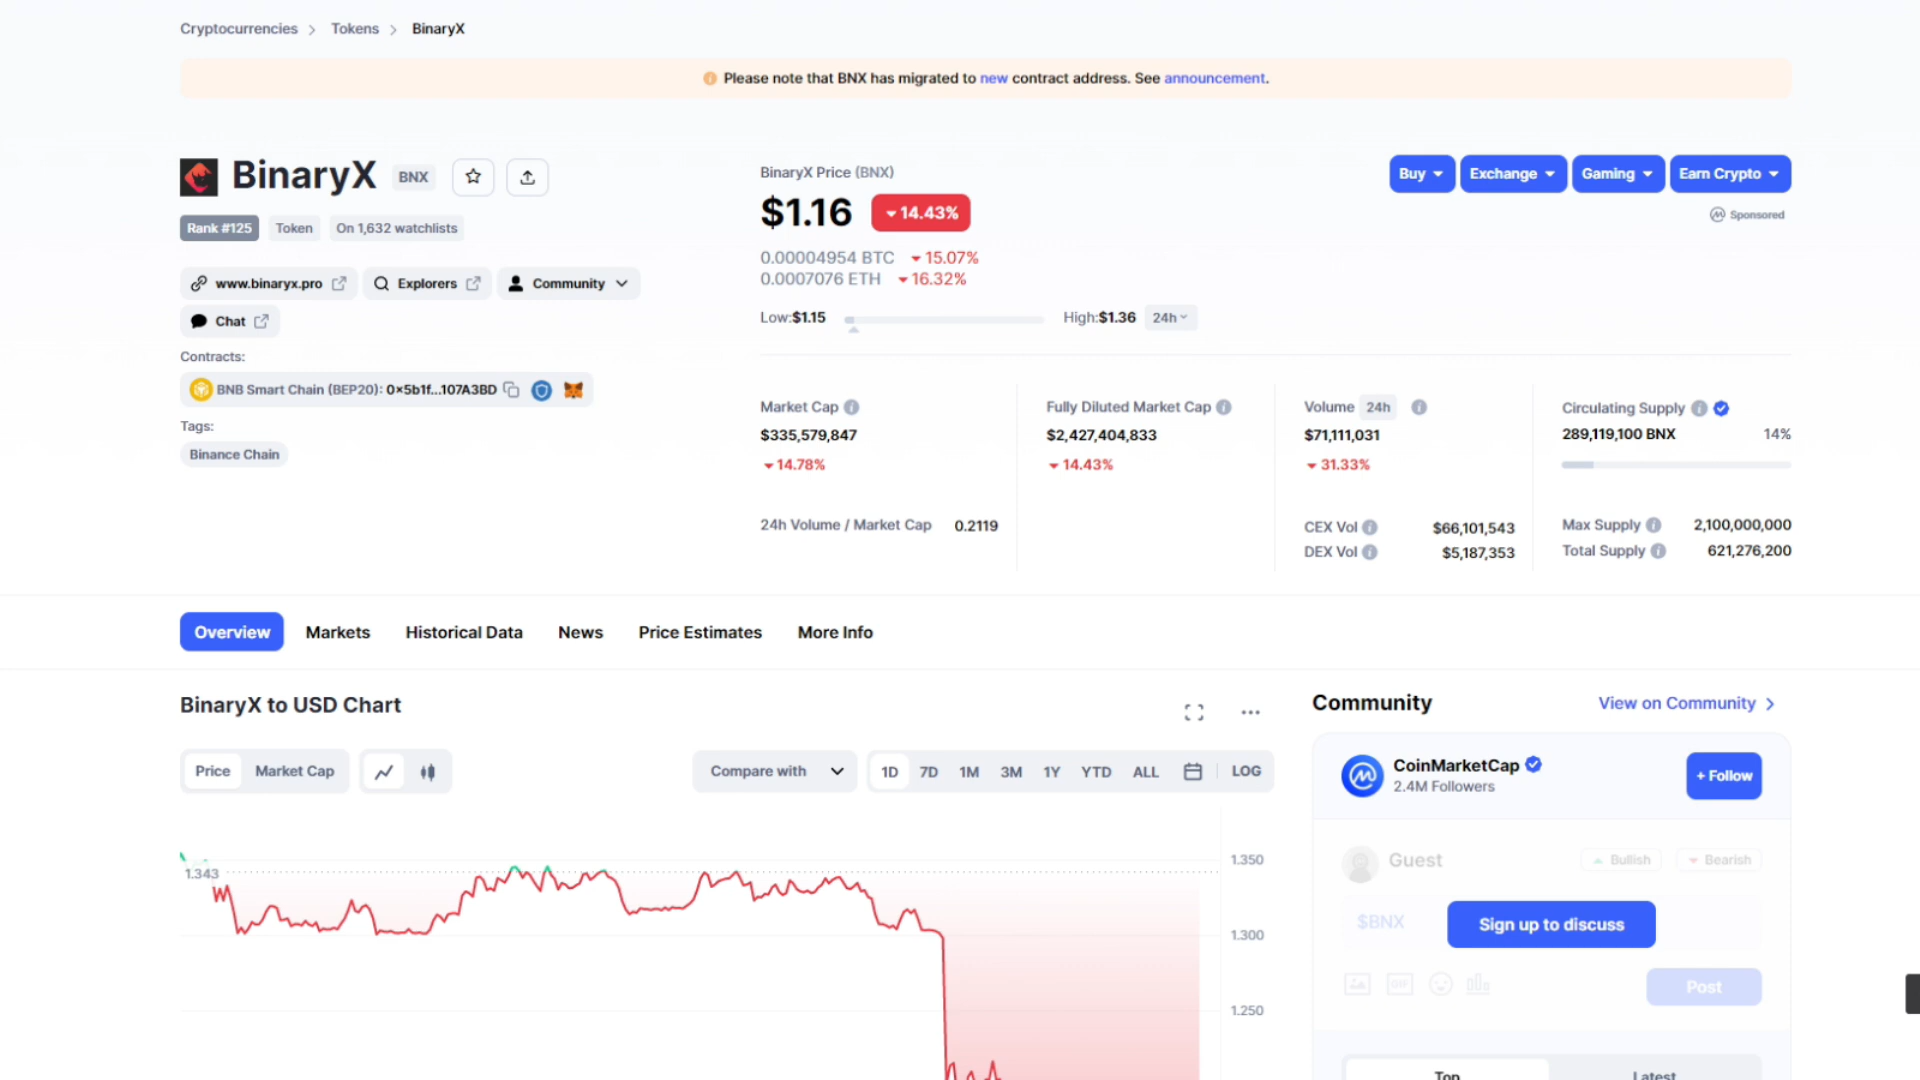 Cryptocurrencies > Tokens > BinaryX
Please note that BNX has migrated to new contract address. See announcement.
BinaryX BNX
Rank #125 Token On 1,632 watchlists
www.binaryx.pro Explorers Community
Chat
Contracts:
BNB Smart Chain (BEP20): 0x5b1f...107A3BD
Tags:
Binance Chain
BinaryX Price (BNX)
$1.16 14.43%
0.00004954 BTC 15.07%
0.0007076 ETH 16.32%
Low:$1.15 High:$1.36 24h
Buy Exchange Gaming Earn Crypto
Sponsored
Market Cap
$335,579,847
14.78%
24h Volume / Market Cap 0.2119
Fully Diluted Market Cap
$2,427,404,833
14.43%
Volume 24h
$71,111,031
31.33%
CEX Vol $66,101,543
DEX Vol $5,187,353
Circulating Supply
289,119,100 BNX 14%
Max Supply 2,100,000,000
Total Supply 621,276,200
Overview Markets Historical Data News Price Estimates More Info
BinaryX to USD Chart
Price Market Cap Compare with 1D 7D 1M 3M 1Y YTD ALL LOG
1.343
1.350
1.300
1.250
Community View on Community >
CoinMarketCap + Follow
2.4M Followers
Guest Bullish Bearish
$BNX Sign up to discuss
GIF Post
Top Latest